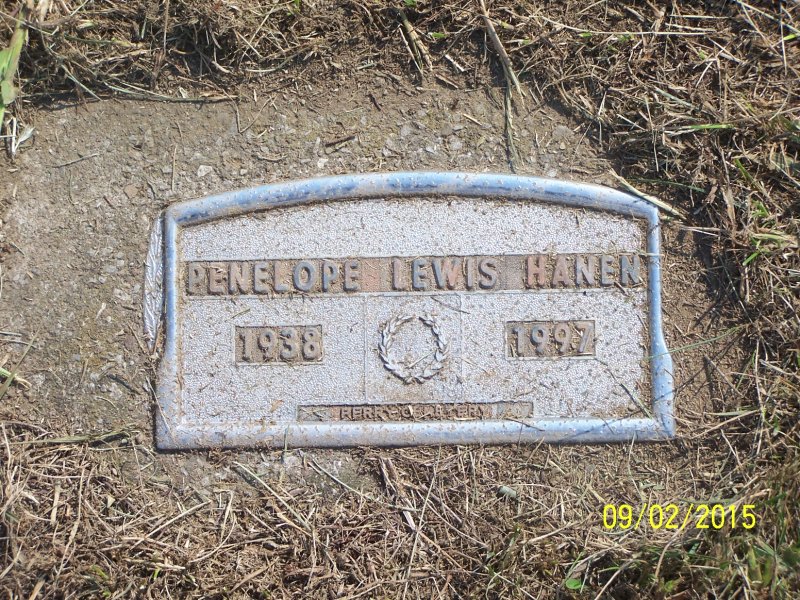 PENELOPE LEWIS HANEN
1938 1997
09/02/2015